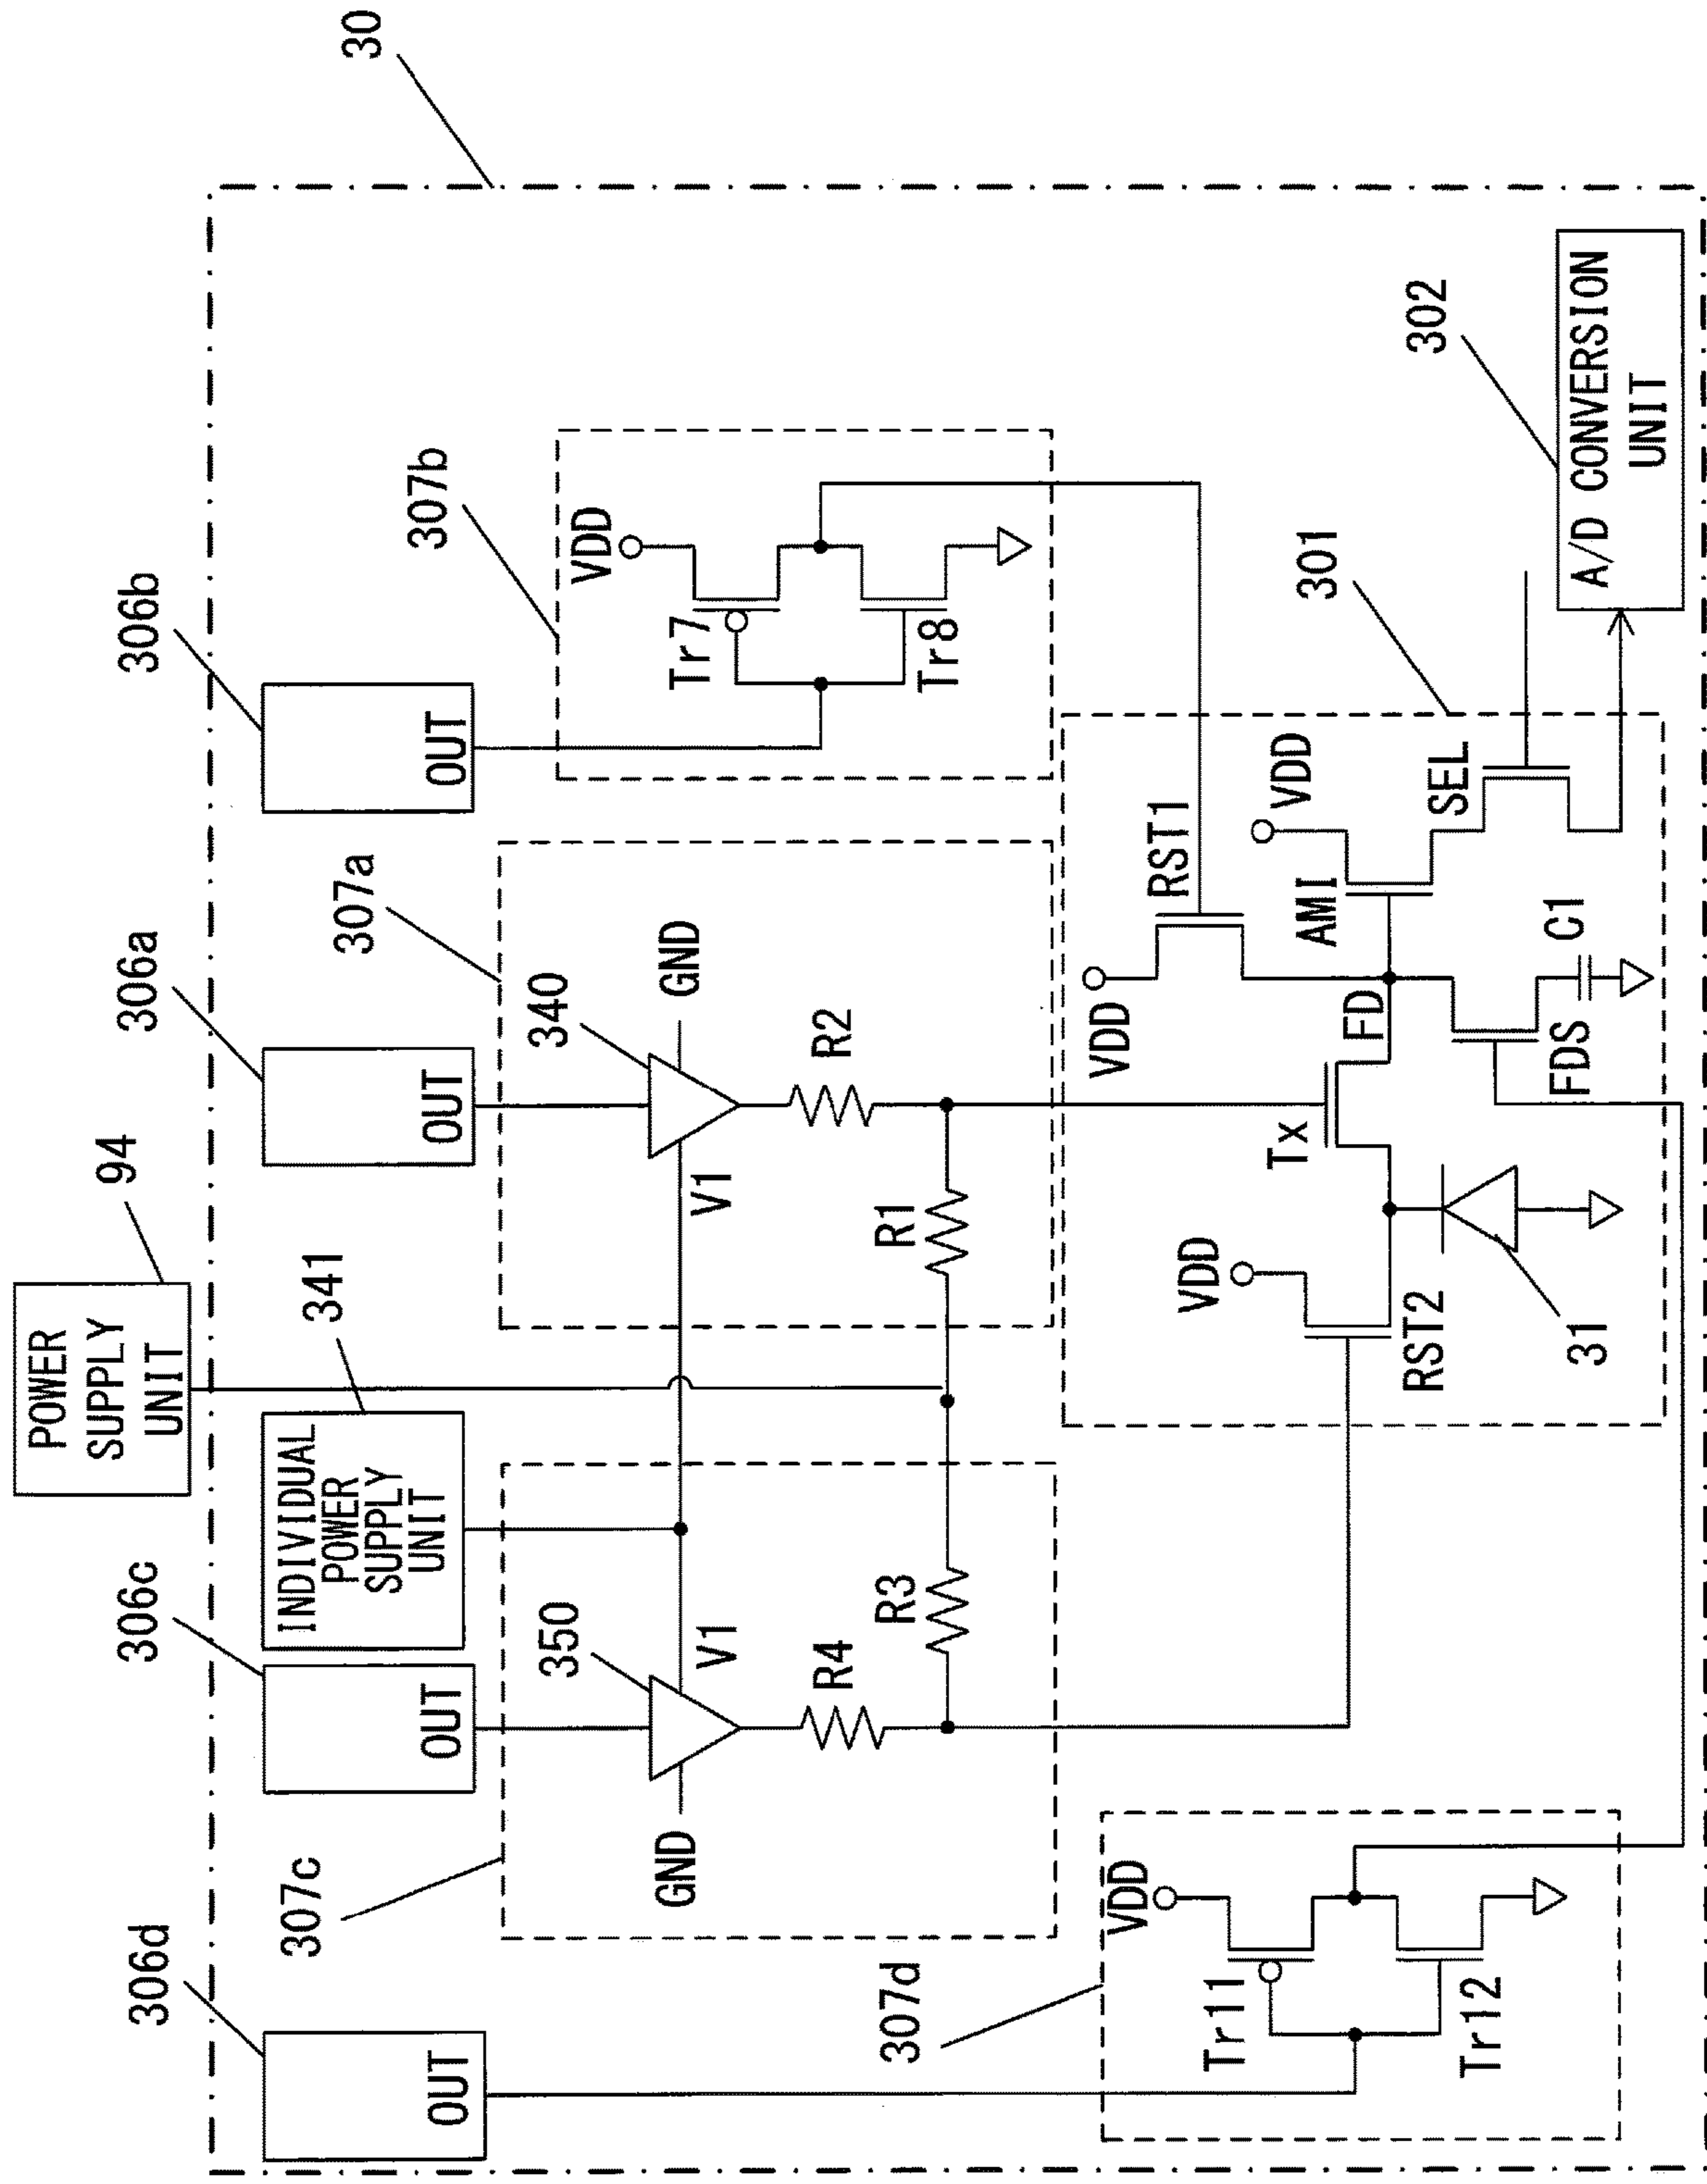 30
94
POWER
SUPPLY
UNIT
306d
306c
341
306a
306b
OUT
OUT
INDIVIDUAL
POWER
SUPPLY
UNIT
OUT
OUT
307c
350
340
307a
307b
GND
V1
V1
GND
VDD
R4
R2
Tr7
R3
R1
Tr8
307d
VDD
VDD
RST1
301
302
Tr11
VDD
Tx
FD
AMI
VDD
A/D CONVERSION
UNIT
Tr12
RST2
31
FDS
C1
SEL